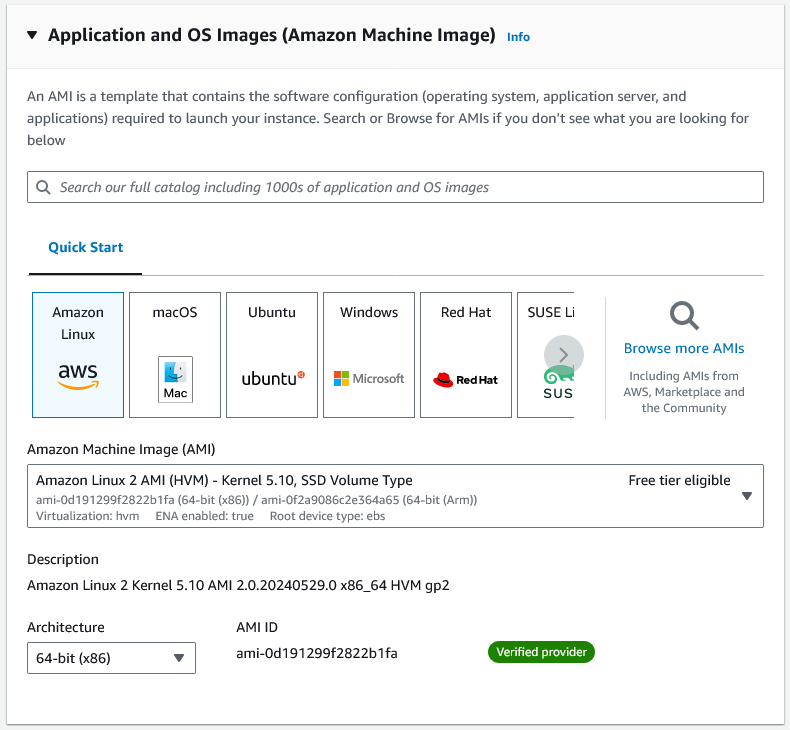 Application and OS Images (Amazon Machine Image) Info
An AMI is a template that contains the software configuration (operating system, application server, and
applications) required to launch your instance. Search or Browse for AMIs if you don't see what you are looking for
below
Search our full catalog including 1000s of application and OS images
Quick Start
Amazon
Linux
aws
macOS
Mac
Ubuntu
ubuntu
Windows
Microsoft
Red Hat
Red Hat
SUSE Li
SUS
Browse more AMIs
Including AMIs from
AWS, Marketplace and
the Community
Amazon Machine Image (AMI)
Amazon Linux 2 AMI (HVM) - Kernel 5.10, SSD Volume Type Free tier eligible
ami-0d191299f2822b1fa (64-bit (x86)) / ami-0f2a9086c2e364a65 (64-bit (Arm))
Virtualization: hvm ENA enabled: true Root device type: ebs
Description
Amazon Linux 2 Kernel 5.10 AMI 2.0.20240529.0 x86_64 HVM gp2
Architecture AMI ID
64-bit (x86) ami-0d191299f2822b1fa Verified provider